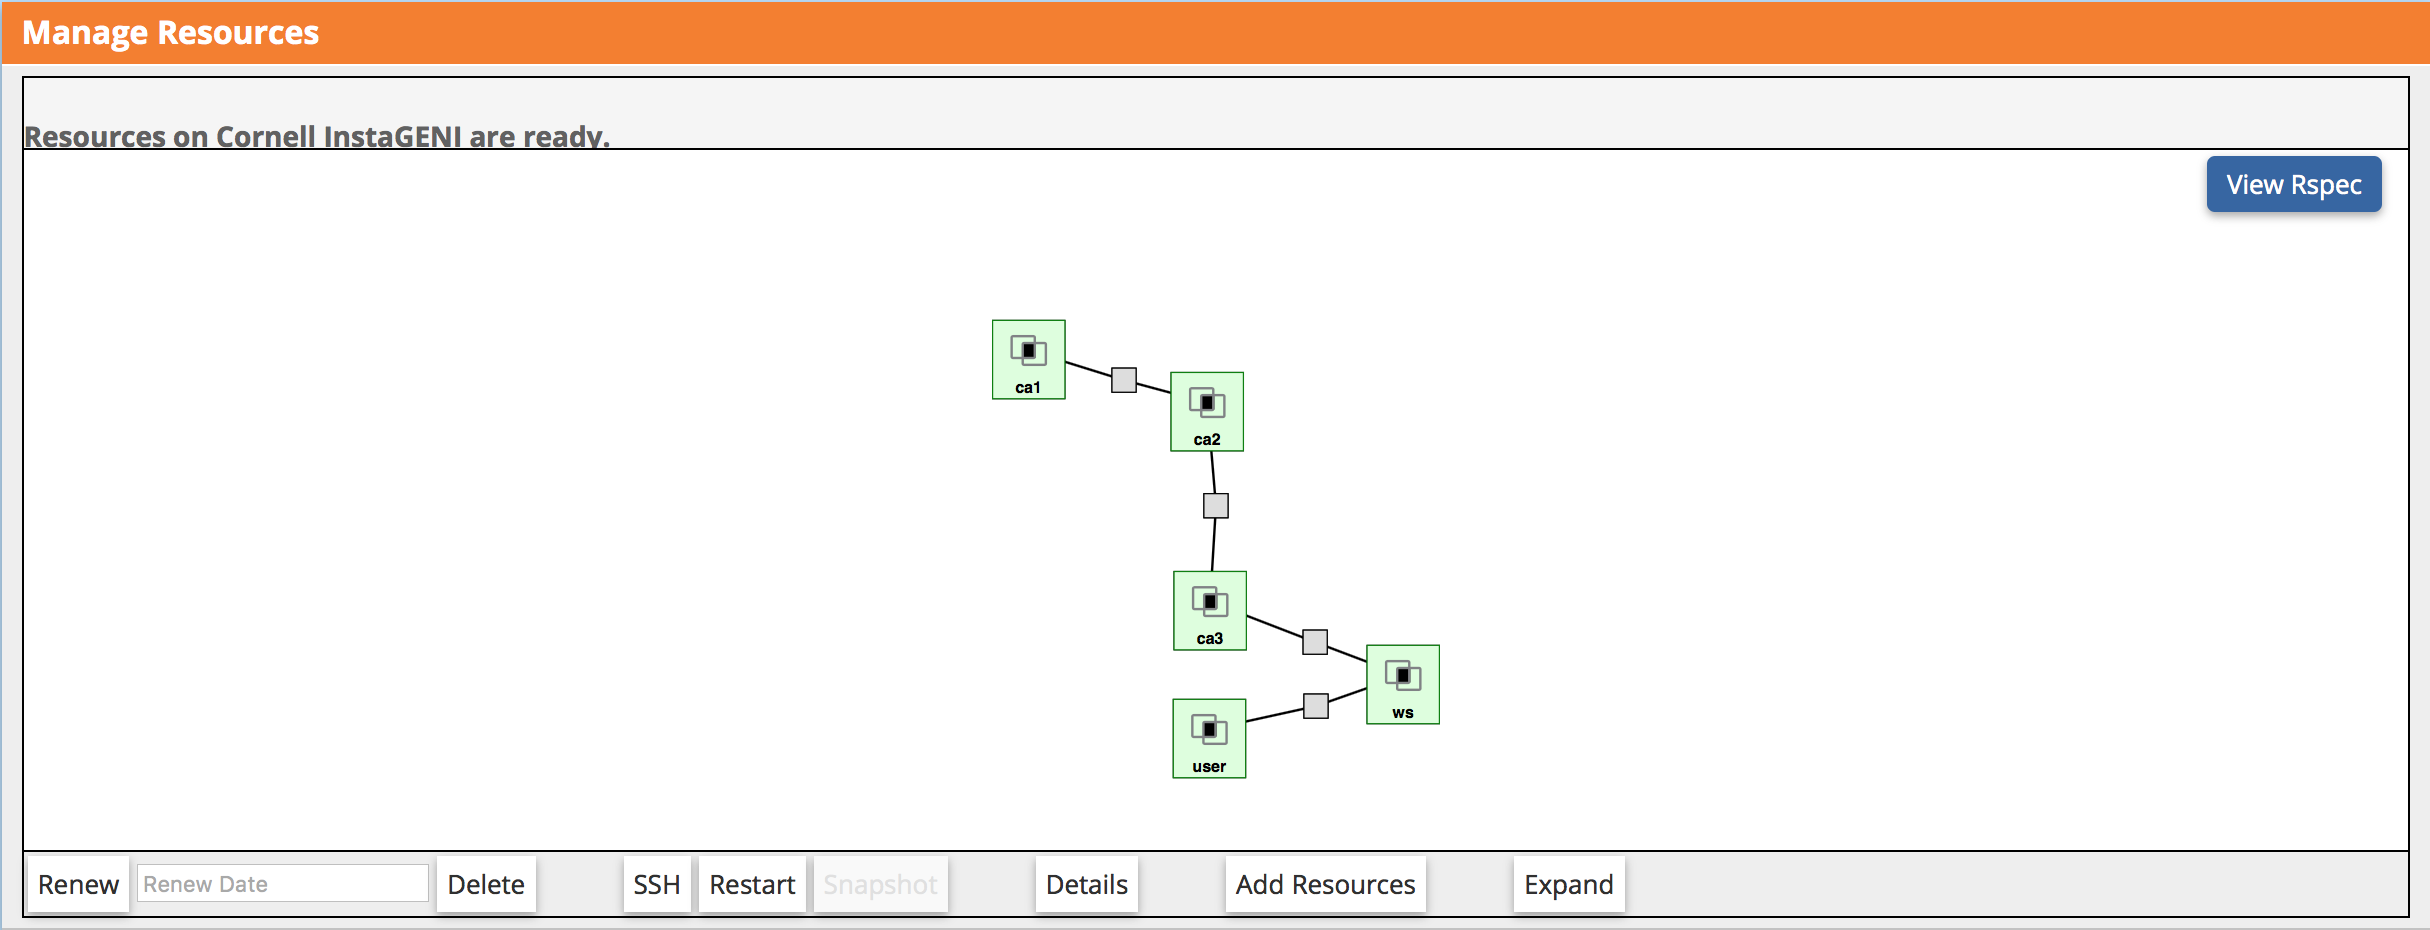 Manage Resources
Resources on Cornell InstaGENI are ready.
View Rspec
ca1
ca2
ca3
ws
user
Renew Renew Date Delete SSH Restart Snapshot Details Add Resources Expand